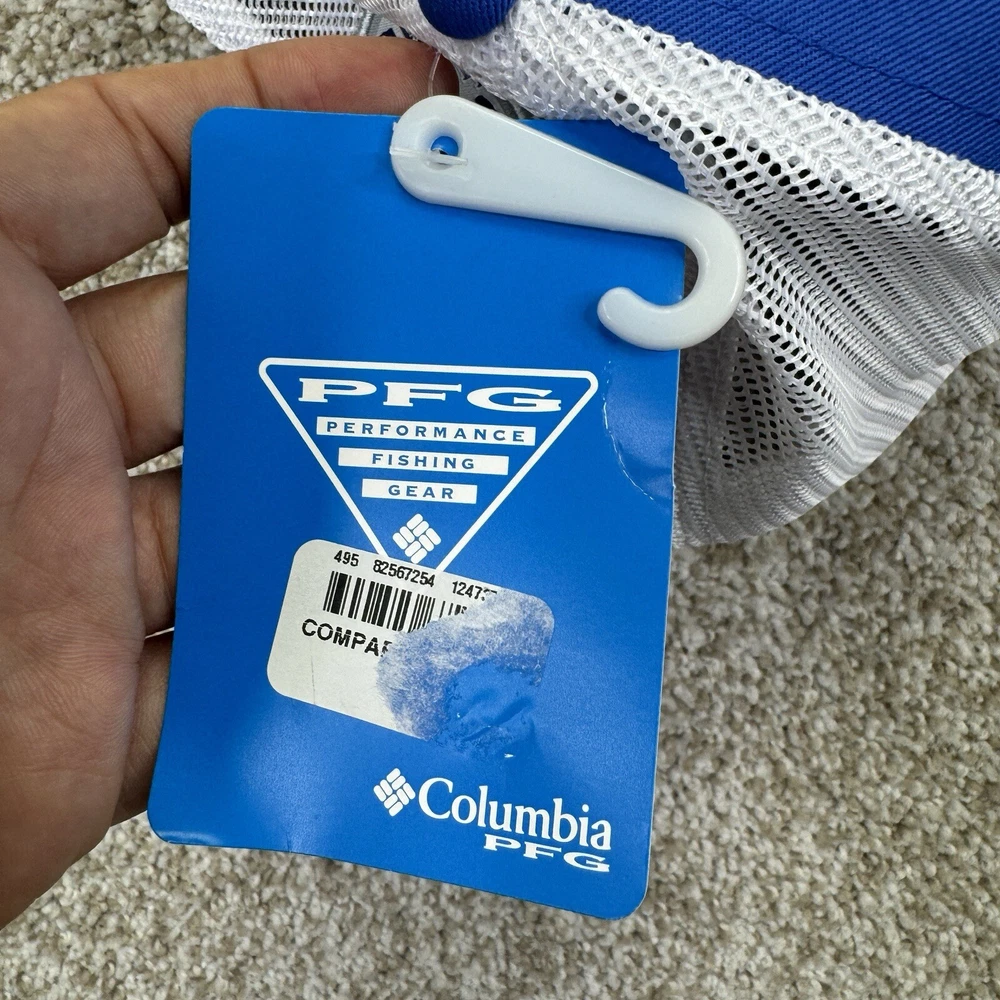 PFG
PERFORMANCE
FISHING
GEAR
495 82567254
Columbia
PFG